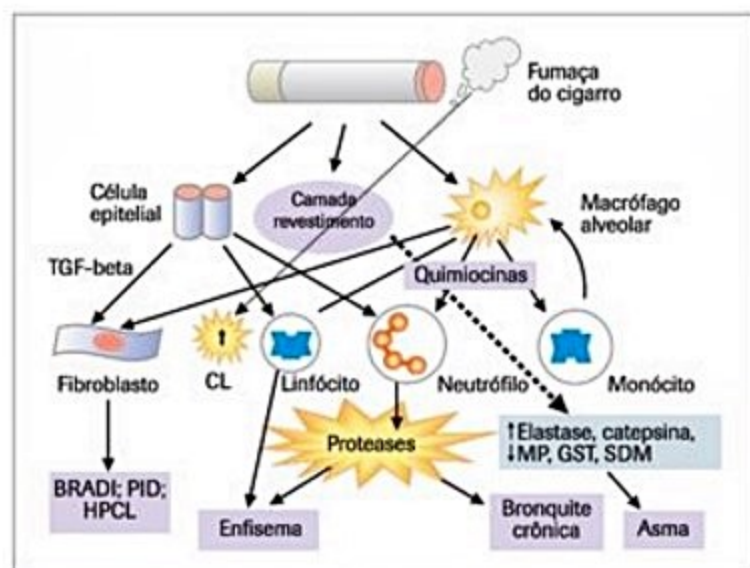 Fumaça
do cigarro
Célula
epitelial
Camada
revestimento
Macrófago
alveolar
TGF-beta
Quimiocinas
Fibroblasto
↑
CL
Linfócito
Neutrófilo
Monócito
Proteases
↑Elastase, catepsina,
↓MP, GST, SDM
BRADI; PID;
HPCL
Enfisema
Bronquite
crônica
Asma